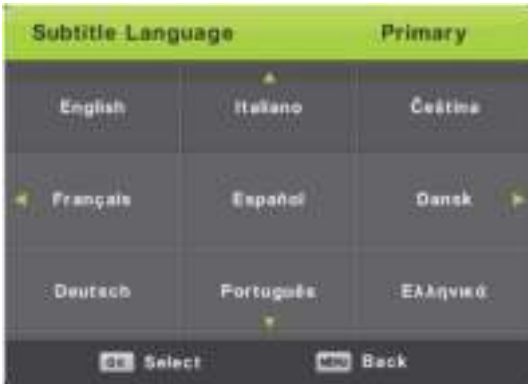 Subtitle Language Primary
English Italiano Čeština
Français Español Dansk
Deutsch Português Ελληνικά
OK Select MENU Back